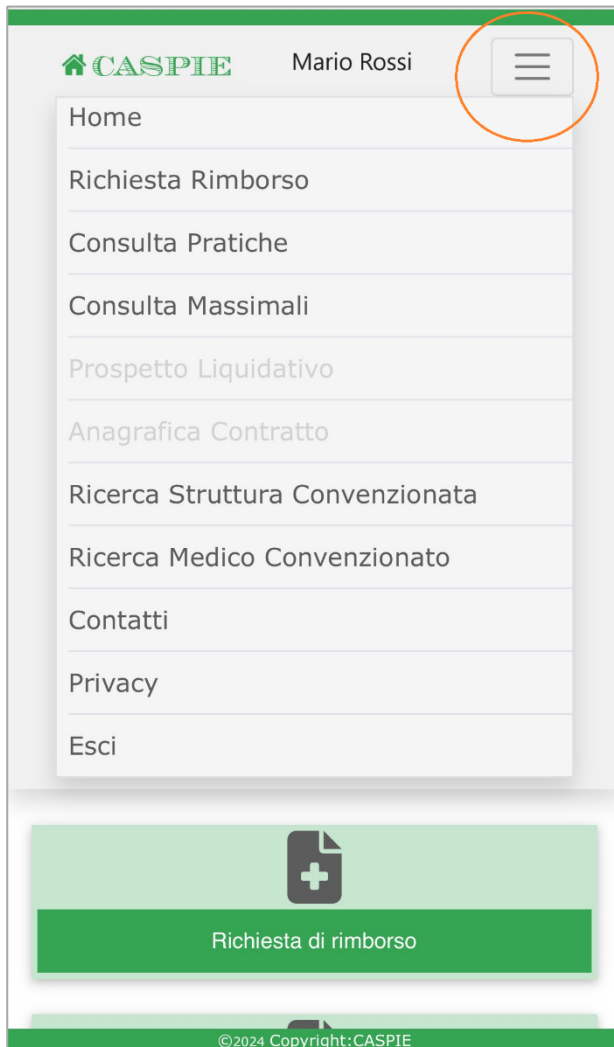 CASPIE
Mario Rossi
Home
Richiesta Rimborso
Consulta Pratiche
Consulta Massimali
Prospetto Liquidativo
Anagrafica Contratto
Ricerca Struttura Convenzionata
Ricerca Medico Convenzionato
Contatti
Privacy
Esci
Richiesta di rimborso
©2024 Copyright:CASPIE